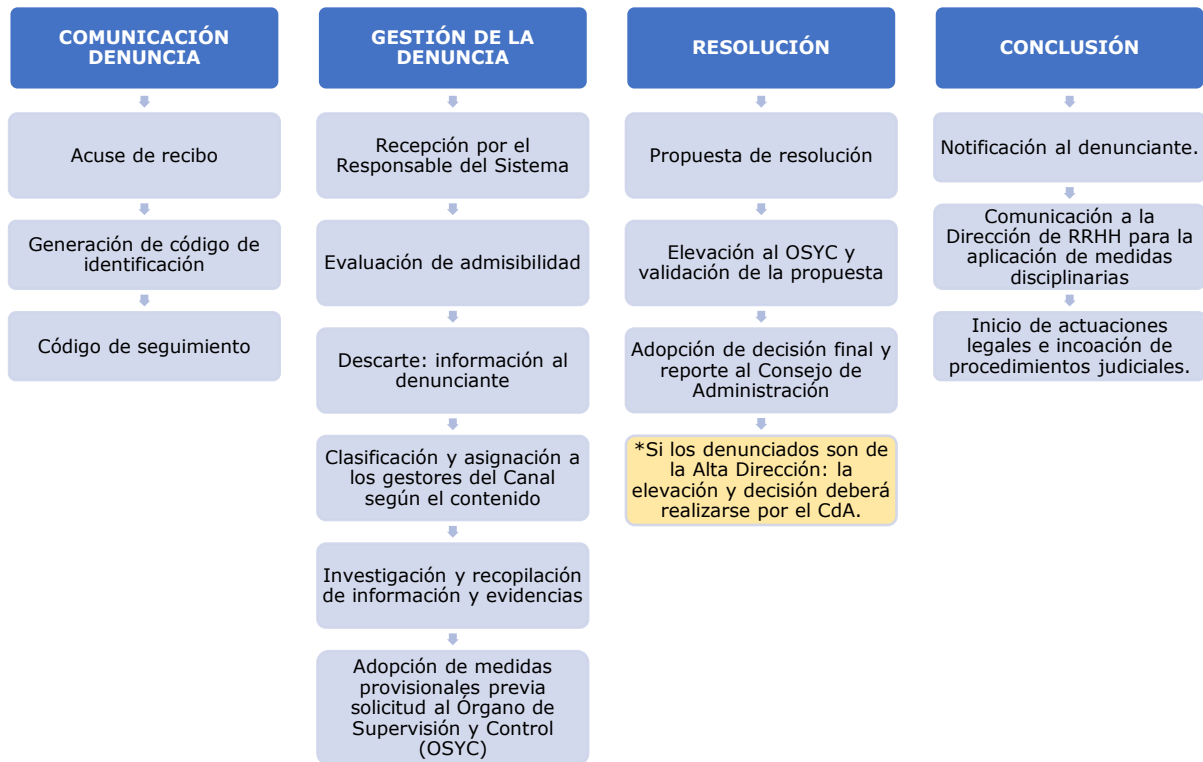 COMUNICACIÓN
DENUNCIA
Acuse de recibo
Generación de código de
identificación
Código de seguimiento
GESTIÓN DE LA
DENUNCIA
Recepción por el
Responsable del Sistema
Evaluación de admisibilidad
Descarte: información al
denunciante
Clasificación y asignación a
los gestores del Canal
según el contenido
Investigación y recopilación
de información y evidencias
Adopción de medidas
provisionales previa
solicitud al Órgano de
Supervisión y Control
(OSYC)
RESOLUCIÓN
Propuesta de resolución
Elevación al OSYC y
validación de la propuesta
Adopción de decisión final y
reporte al Consejo de
Administración
*Si los denunciados son de
la Alta Dirección: la
elevación y decisión deberá
realizarse por el CdA.
CONCLUSIÓN
Notificación al denunciante.
Comunicación a la
Dirección de RRHH para la
aplicación de medidas
disciplinarias
Inicio de actuaciones
legales e incoación de
procedimientos judiciales.